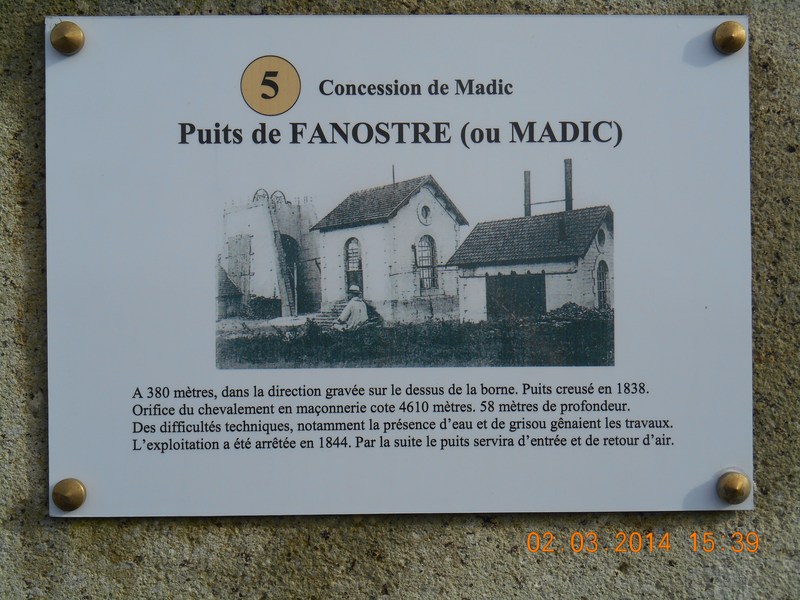 5
Concession de Madic
Puits de FANOSTRE (ou MADIC)
A 380 mètres, dans la direction gravée sur le dessus de la borne. Puits creusé en 1838.
Orifice du chevalement en maçonnerie cote 4610 mètres. 58 mètres de profondeur.
Des difficultés techniques, notamment la présence d'eau et de grisou gênaient les travaux.
L'exploitation a été arrêtée en 1844. Par la suite le puits servira d'entrée et de retour d'air.
02.03.2014 15:39